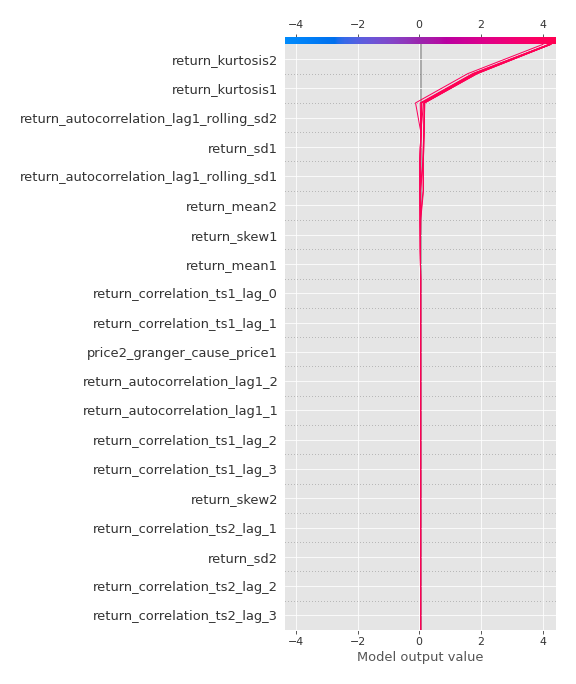 −4 −2 0 2 4
return_kurtosis2
return_kurtosis1
return_autocorrelation_lag1_rolling_sd2
return_sd1
return_autocorrelation_lag1_rolling_sd1
return_mean2
return_skew1
return_mean1
return_correlation_ts1_lag_0
return_correlation_ts1_lag_1
price2_granger_cause_price1
return_autocorrelation_lag1_2
return_autocorrelation_lag1_1
return_correlation_ts1_lag_2
return_correlation_ts1_lag_3
return_skew2
return_correlation_ts2_lag_1
return_sd2
return_correlation_ts2_lag_2
return_correlation_ts2_lag_3
−4 −2 0 2 4
Model output value